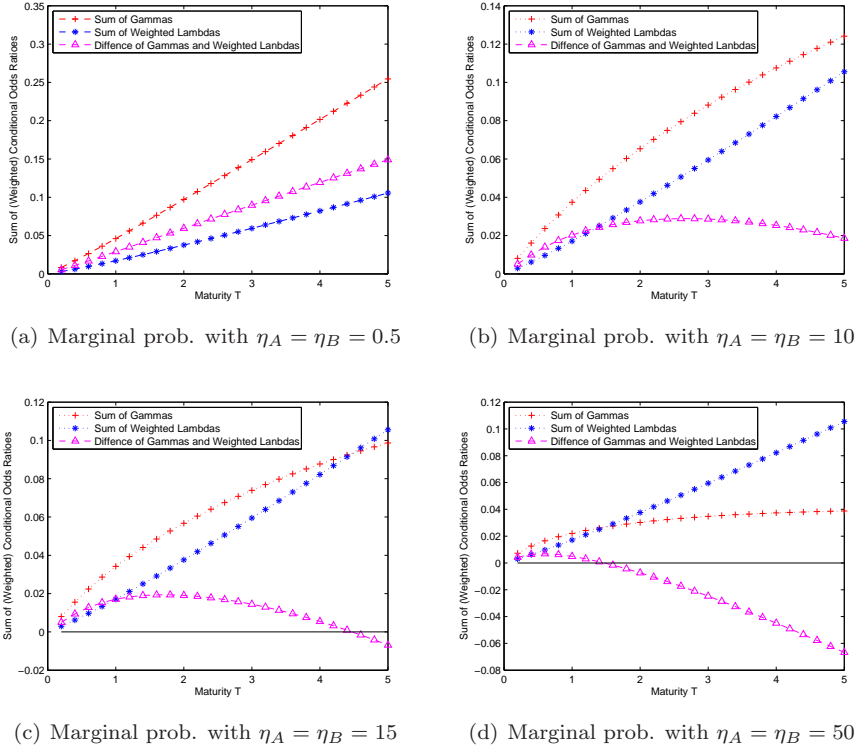 0.35
0.3
0.25
0.2
0.15
0.1
0.05
0
Sum of (Weighted) Conditional Odds Ratioes
Sum of Gammas
Sum of Weighted Lambdas
Diffence of Gammas and Weighted Lanbdas
0 1 2 3 4 5
Maturity T
(a) Marginal prob. with η_A = η_B = 0.5
0.14
0.12
0.1
0.08
0.06
0.04
0.02
0
Sum of (Weighted) Conditional Odds Ratioes
Sum of Gammas
Sum of Weighted Lambdas
Diffence of Gammas and Weighted Lanbdas
0 1 2 3 4 5
Maturity T
(b) Marginal prob. with η_A = η_B = 10
0.12
0.1
0.08
0.06
0.04
0.02
0
−0.02
Sum of (Weighted) Conditional Odds Ratioes
Sum of Gammas
Sum of Weighted Lambdas
Diffence of Gammas and Weighted Lanbdas
0 1 2 3 4 5
Maturity T
(c) Marginal prob. with η_A = η_B = 15
0.12
0.1
0.08
0.06
0.04
0.02
0
−0.02
−0.04
−0.06
−0.08
Sum of (Weighted) Conditional Odds Ratioes
Sum of Gammas
Sum of Weighted Lambdas
Diffence of Gammas and Weighted Lanbdas
0 1 2 3 4 5
Maturity T
(d) Marginal prob. with η_A = η_B = 50